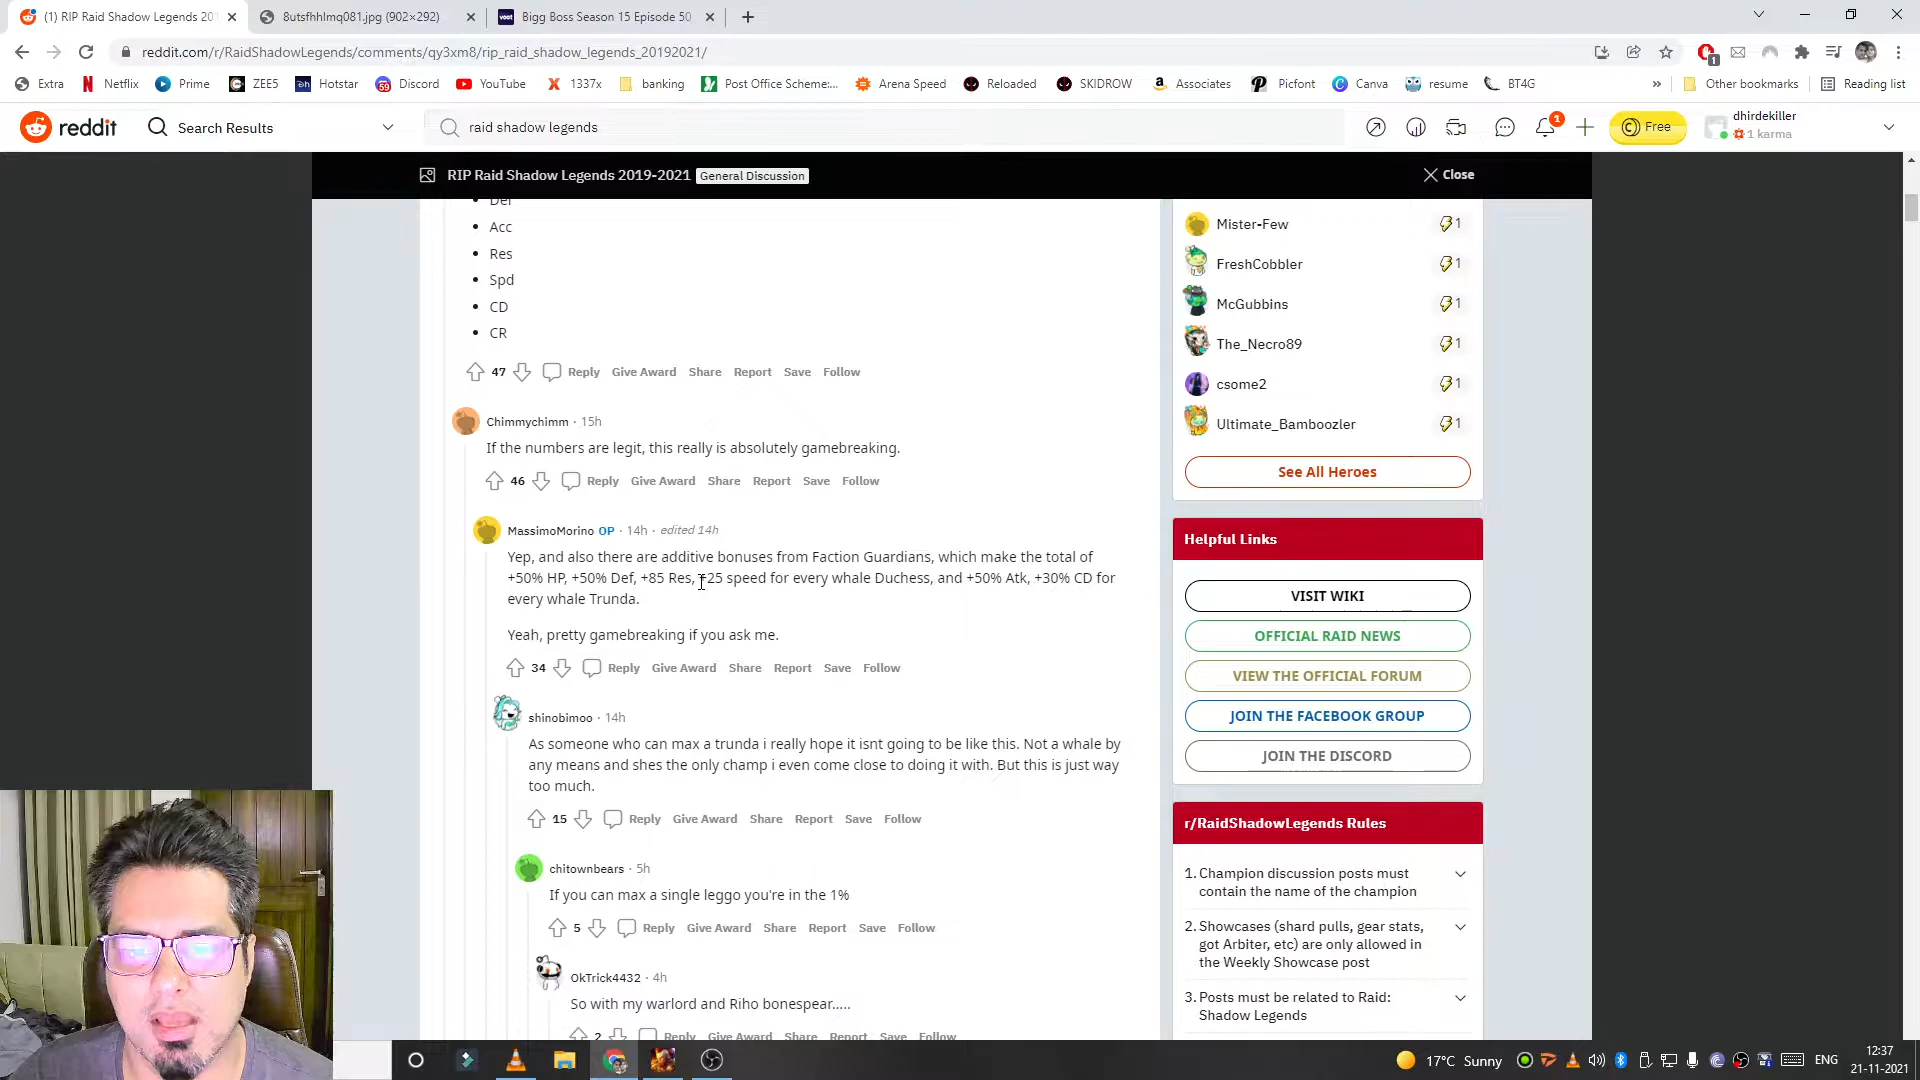 (1) RIP Raid Shadow Legends 201
8utsfhhlmq081.jpg (902×292)
voot
Bigg Boss Season 15 Episode 50
reddit.com/r/RaidShadowLegends/comments/qy3xm8/rip_raid_shadow_legends_20192021/
1
Extra
Netflix
Prime
ZEE5
Hotstar
59
Discord
YouTube
1337x
banking
Post Office Scheme:...
Arena Speed
Reloaded
SKIDROW
Associates
Picfont
Canva
resume
BT4G
»
Other bookmarks
Reading list
reddit
Search Results
raid shadow legends
1
Free
dhirdekiller
1 karma
RIP Raid Shadow Legends 2019-2021
General Discussion
Close
• Def
• Acc
• Res
• Spd
• CD
• CR
47 Reply Give Award Share Report Save Follow
Chimmychimm · 15h
If the numbers are legit, this really is absolutely gamebreaking.
46 Reply Give Award Share Report Save Follow
MassimoMorino OP · 14h · edited 14h
Yep, and also there are additive bonuses from Faction Guardians, which make the total of
+50% HP, +50% Def, +85 Res, +25 speed for every whale Duchess, and +50% Atk, +30% CD for
every whale Trunda.
Yeah, pretty gamebreaking if you ask me.
34 Reply Give Award Share Report Save Follow
shinobimoo · 14h
As someone who can max a trunda i really hope it isnt going to be like this. Not a whale by
any means and shes the only champ i even come close to doing it with. But this is just way
too much.
15 Reply Give Award Share Report Save Follow
chitownbears · 5h
If you can max a single leggo you're in the 1%
5 Reply Give Award Share Report Save Follow
OkTrick4432 · 4h
So with my warlord and Riho bonespear.....
2 Reply Give Award Share Report Save Follow
Mister-Few 1
FreshCobbler 1
McGubbins 1
The_Necro89 1
csome2 1
Ultimate_Bamboozler 1
See All Heroes
Helpful Links
VISIT WIKI
OFFICIAL RAID NEWS
VIEW THE OFFICIAL FORUM
JOIN THE FACEBOOK GROUP
JOIN THE DISCORD
r/RaidShadowLegends Rules
1. Champion discussion posts must
contain the name of the champion
2. Showcases (shard pulls, gear stats,
got Arbiter, etc) are only allowed in
the Weekly Showcase post
3. Posts must be related to Raid:
Shadow Legends
17°C Sunny
ENG
12:37
21-11-2021